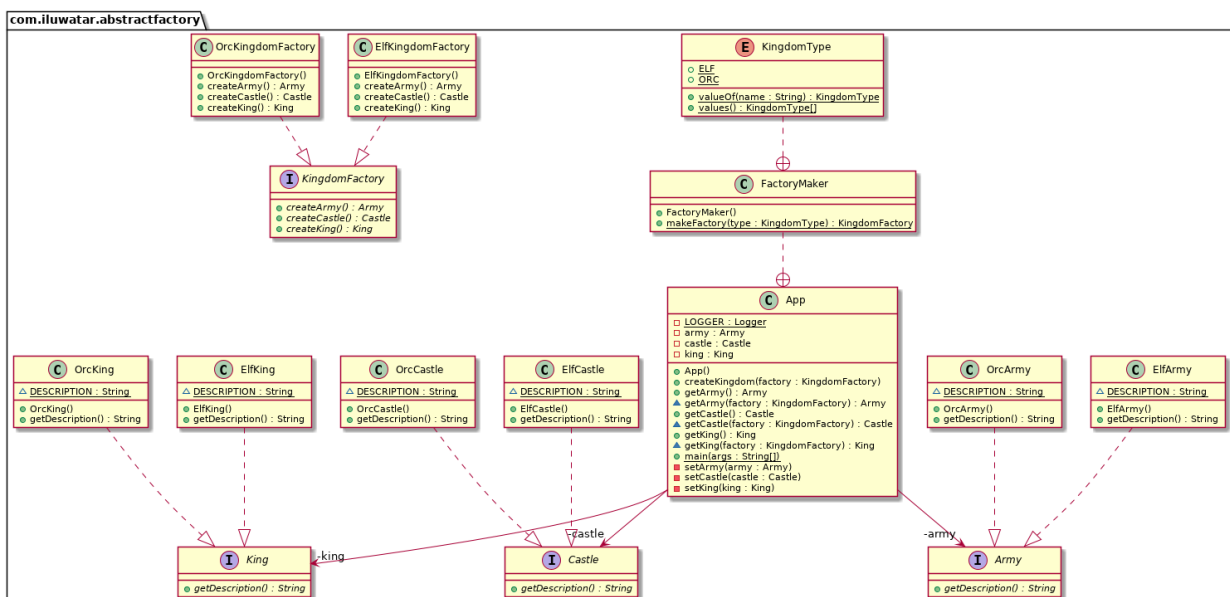 com.iluwatar.abstractfactory
C OrcKingdomFactory
OrcKingdomFactory()
createArmy() : Army
createCastle() : Castle
createKing() : King
C ElfKingdomFactory
ElfKingdomFactory()
createArmy() : Army
createCastle() : Castle
createKing() : King
E KingdomType
ELF
ORC
valueOf(name : String) : KingdomType
values() : KingdomType[]
I KingdomFactory
createArmy() : Army
createCastle() : Castle
createKing() : King
C FactoryMaker
FactoryMaker()
makeFactory(type : KingdomType) : KingdomFactory
C App
LOGGER : Logger
army : Army
castle : Castle
king : King
App()
createKingdom(factory : KingdomFactory)
getArmy() : Army
getArmy(factory : KingdomFactory) : Army
getCastle() : Castle
getCastle(factory : KingdomFactory) : Castle
getKing() : King
getKing(factory : KingdomFactory) : King
main(args : String[])
setArmy(army : Army)
setCastle(castle : Castle)
setKing(king : King)
C OrcKing
DESCRIPTION : String
OrcKing()
getDescription() : String
C ElfKing
DESCRIPTION : String
ElfKing()
getDescription() : String
C OrcCastle
DESCRIPTION : String
OrcCastle()
getDescription() : String
C ElfCastle
DESCRIPTION : String
ElfCastle()
getDescription() : String
C OrcArmy
DESCRIPTION : String
OrcArmy()
getDescription() : String
C ElfArmy
DESCRIPTION : String
ElfArmy()
getDescription() : String
-king
-castle
-army
I King
getDescription() : String
I Castle
getDescription() : String
I Army
getDescription() : String